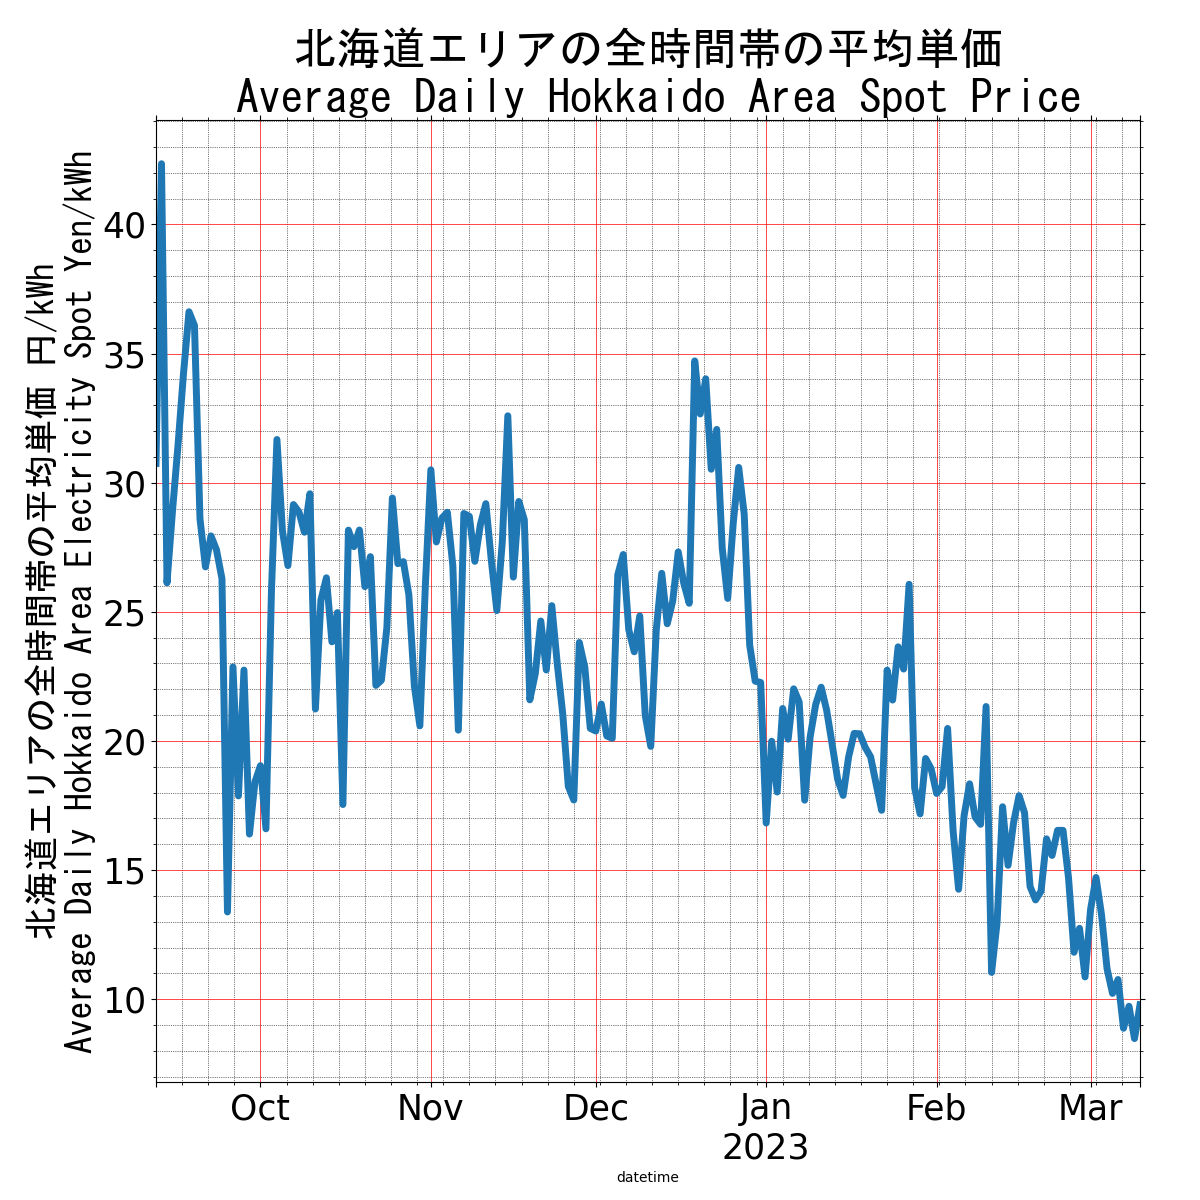 北海道エリアの全時間帯の平均単価
Average Daily Hokkaido Area Spot Price
北海道エリアの全時間帯の平均単価 円/kWh
Average Daily Hokkaido Area Electricity Spot Yen/kWh
40
35
30
25
20
15
10
Oct Nov Dec Jan Feb Mar
2023
datetime